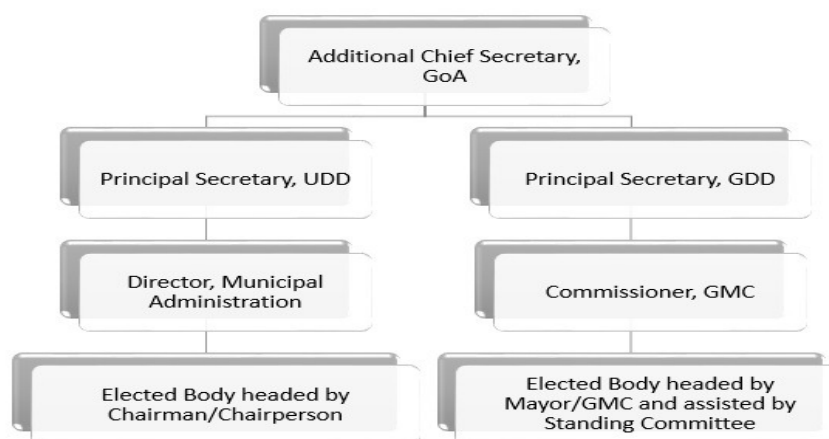 Additional Chief Secretary,
GoA
Principal Secretary, UDD
Principal Secretary, GDD
Director, Municipal
Administration
Commissioner, GMC
Elected Body headed by
Chairman/Chairperson
Elected Body headed by
Mayor/GMC and assisted by
Standing Committee